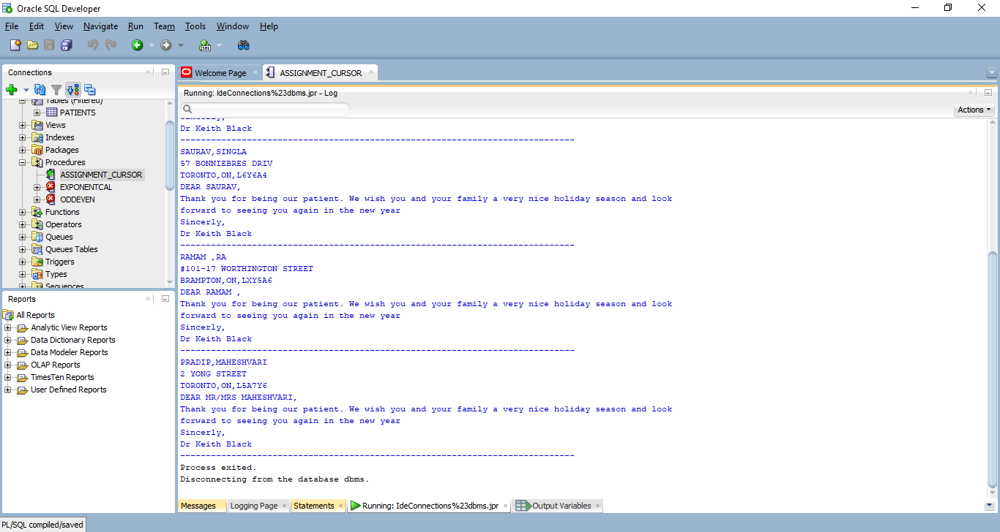 Oracle SQL Developer
File Edit View Navigate Run Team Tools Window Help
Connections
Tables (Filtered)
PATIENTS
Views
Indexes
Packages
Procedures
ASSIGNMENT_CURSOR
EXPONENTCAL
ODDEVEN
Functions
Operators
Queues
Queues Tables
Triggers
Types
Sequences
Reports
All Reports
Analytic View Reports
Data Dictionary Reports
Data Modeler Reports
OLAP Reports
TimesTen Reports
User Defined Reports
Welcome Page ASSIGNMENT_CURSOR
Running: IdeConnections%23dbms.jpr - Log
Actions
Sincerly,
Dr Keith Black
--------------------------------------------------------------------------------
SAURAV,SINGLA
57 BONNIEBRES DRIV
TORONTO,ON,L6Y6A4
DEAR SAURAV,
Thank you for being our patient. We wish you and your family a very nice holiday season and look
forward to seeing you again in the new year
Sincerly,
Dr Keith Black
--------------------------------------------------------------------------------
RAMAM ,RA
#101-17 WORTHINGTON STREET
BRAMPTON,ON,LXY5A6
DEAR RAMAM ,
Thank you for being our patient. We wish you and your family a very nice holiday season and look
forward to seeing you again in the new year
Sincerly,
Dr Keith Black
--------------------------------------------------------------------------------
PRADIP,MAHESHVARI
2 YONG STREET
TORONTO,ON,L5A7Y6
DEAR MR/MRS MAHESHVARI,
Thank you for being our patient. We wish you and your family a very nice holiday season and look
forward to seeing you again in the new year
Sincerly,
Dr Keith Black
--------------------------------------------------------------------------------
Process exited.
Disconnecting from the database dbms.
Messages Logging Page Statements Running: IdeConnections%23dbms.jpr Output Variables
PL/SQL compiled/saved